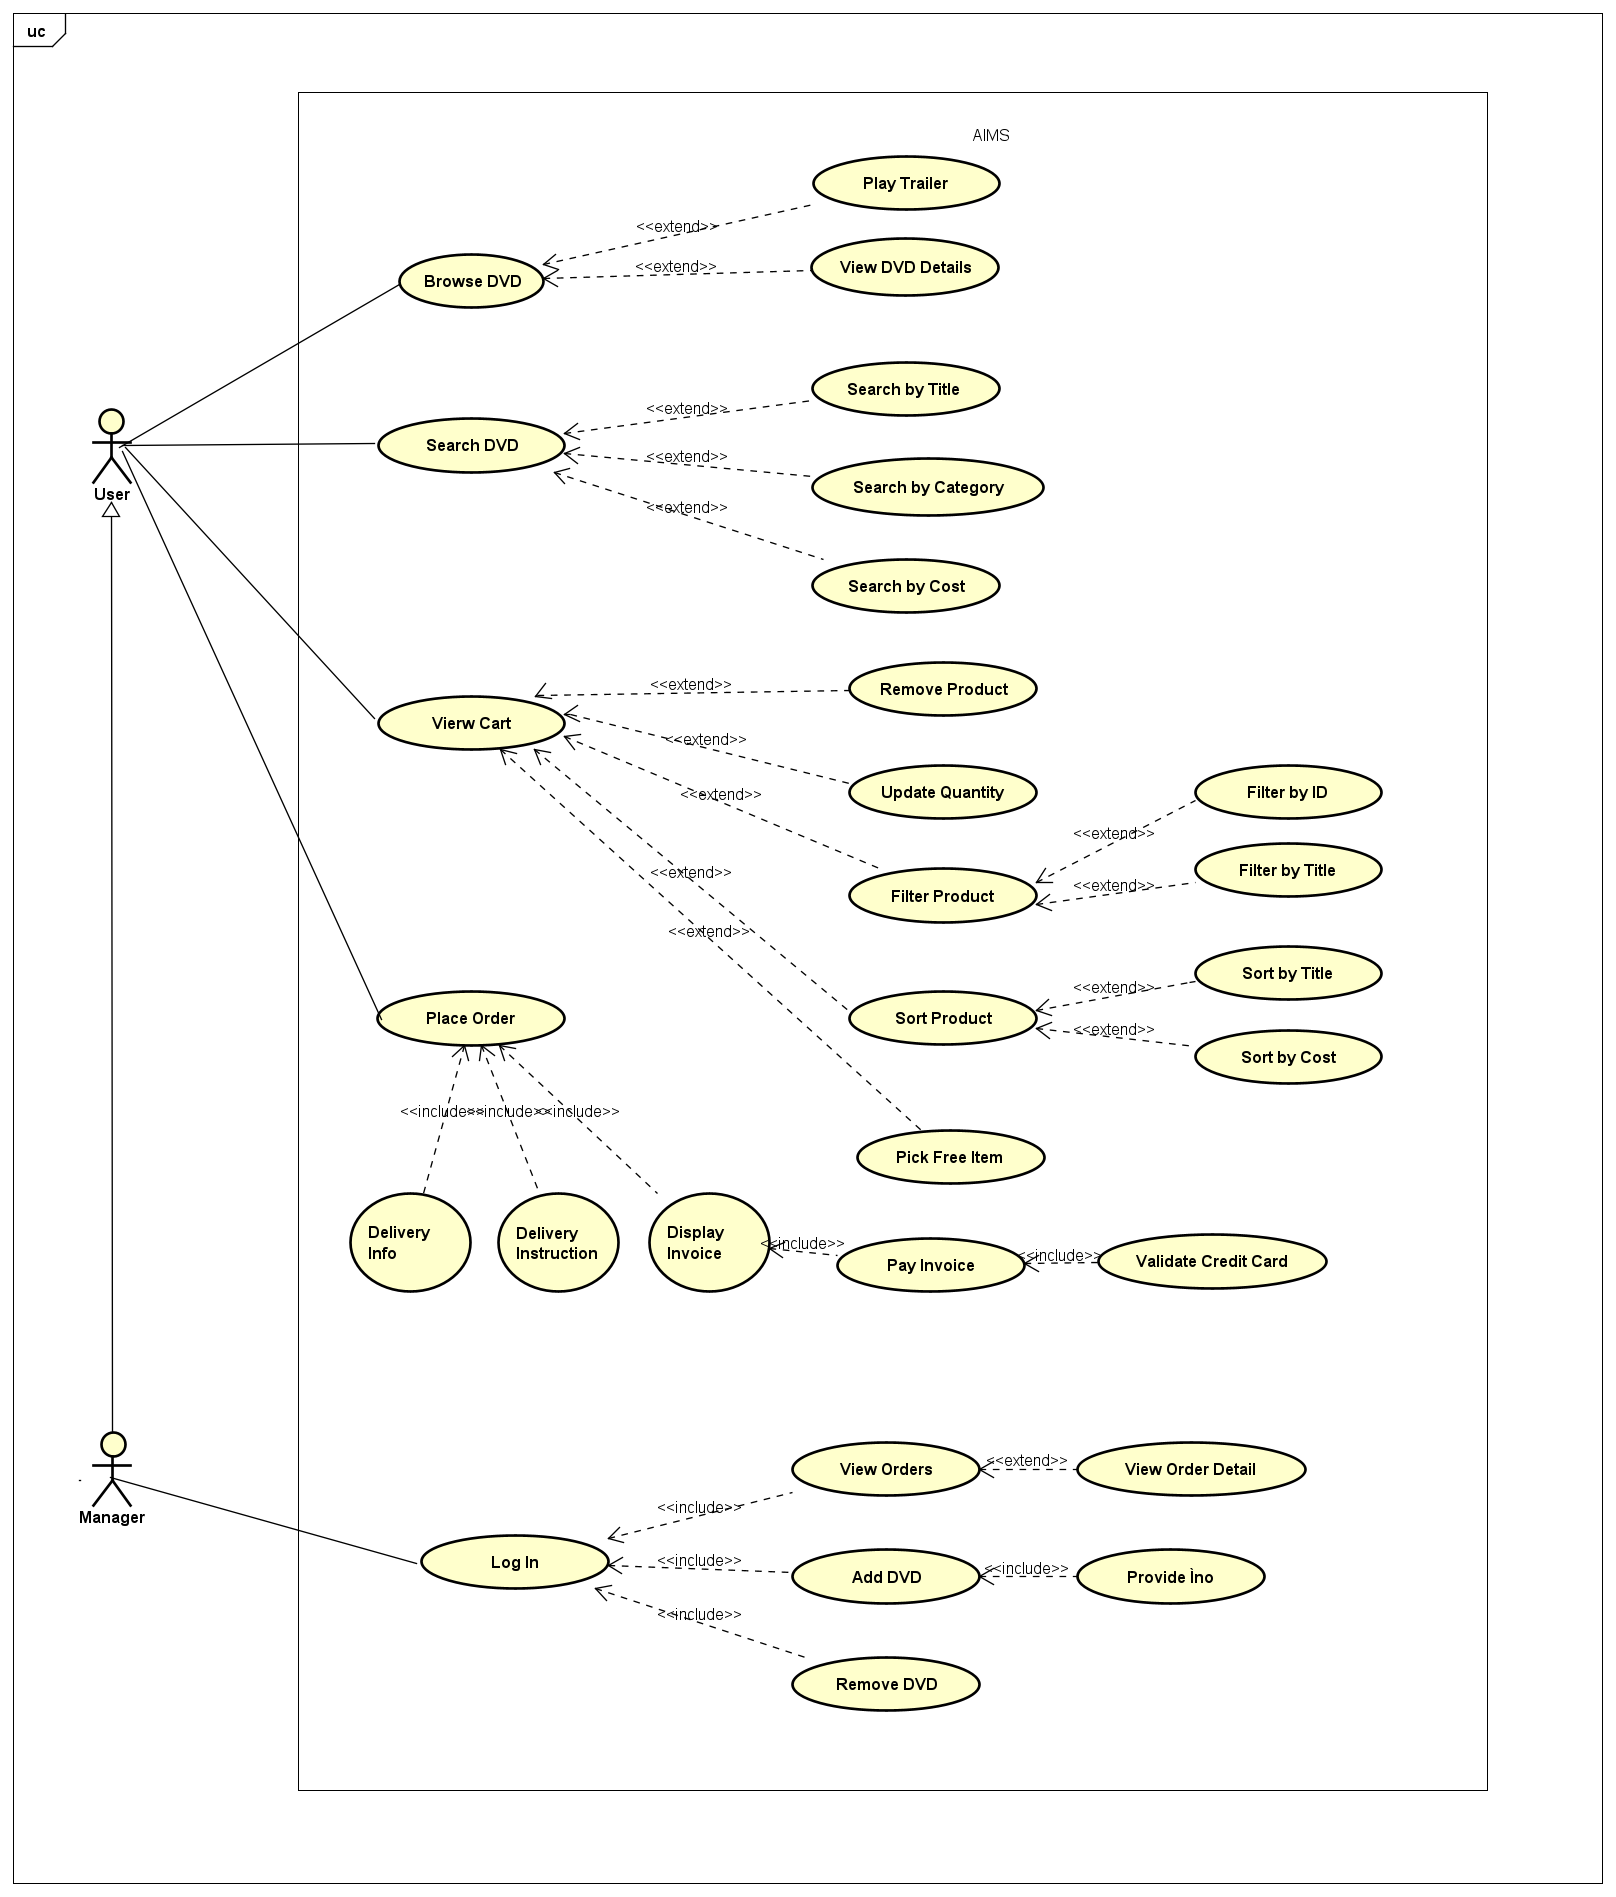 uc
AIMS
Play Trailer
<<extend>>
View DVD Details
<<extend>>
Browse DVD
Search by Title
<<extend>>
Search DVD
<<extend>>
Search by Category
User
<<extend>>
Search by Cost
<<extend>>
Remove Product
Vierw Cart
<<extend>>
Update Quantity
Filter by ID
<<extend>>
<<extend>>
Filter by Title
<<extend>>
<<extend>>
Filter Product
<<extend>>
Sort by Title
<<extend>>
Place Order
Sort Product
<<extend>>
Sort by Cost
<<include>>
<<include>>
<<include>>
Pick Free Item
Delivery
Info
Delivery
Instruction
Display
Invoice
<<include>>
Pay Invoice
<<include>>
Validate Credit Card
View Orders
<<extend>>
View Order Detail
<<include>>
Manager
Log In
<<include>>
Add DVD
<<include>>
Provide Ìno
<<include>>
Remove DVD